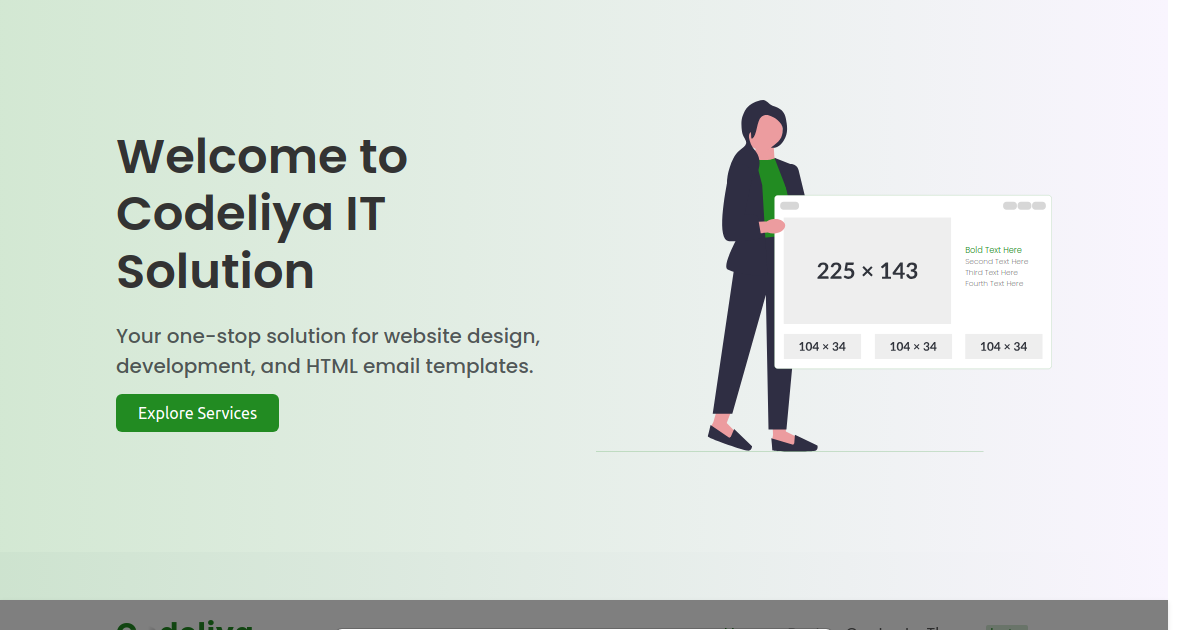 Welcome to
Codeliya IT
Solution
Your one-stop solution for website design,
development, and HTML email templates.
Explore Services
225 × 143
Bold Text Here
Second Text Here
Third Text Here
Fourth Text Here
104 × 34
104 × 34
104 × 34